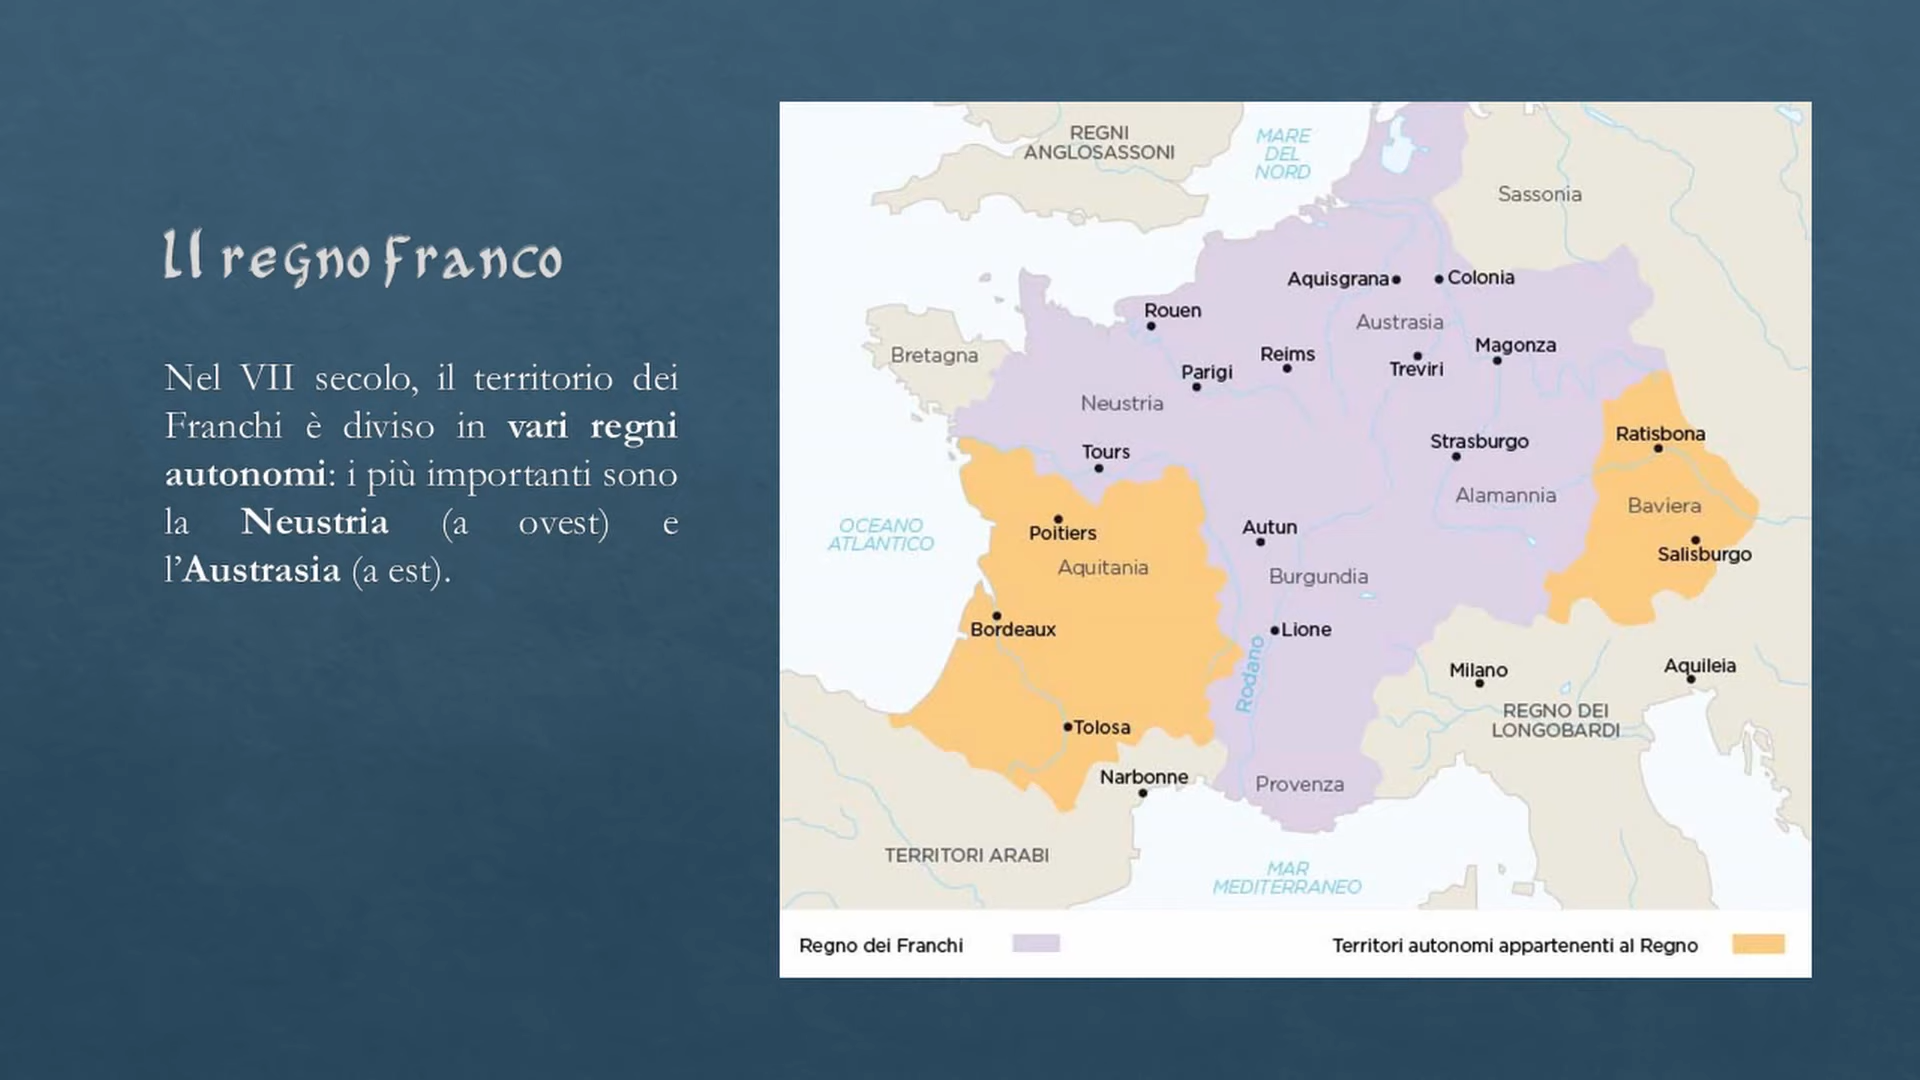 Il regno franco
Nel VII secolo, il territorio dei
Franchi è diviso in vari regni
autonomi: i più importanti sono
la Neustria (a ovest) e
l’Austrasia (a est).
REGNI
ANGLOSASSONI
MARE
DEL
NORD
Sassonia
Aquisgrana
Colonia
Rouen
Austrasia
Bretagna
Reims
Magonza
Parigi
Treviri
Neustria
Ratisbona
Strasburgo
Tours
Alamannia
Baviera
OCEANO
ATLANTICO
Poitiers
Autun
Salisburgo
Aquitania
Burgundia
Bordeaux
Lione
Rodano
Milano
Aquileia
REGNO DEI
LONGOBARDI
Tolosa
Narbonne
Provenza
TERRITORI ARABI
MAR
MEDITERRANEO
Regno dei Franchi
Territori autonomi appartenenti al Regno